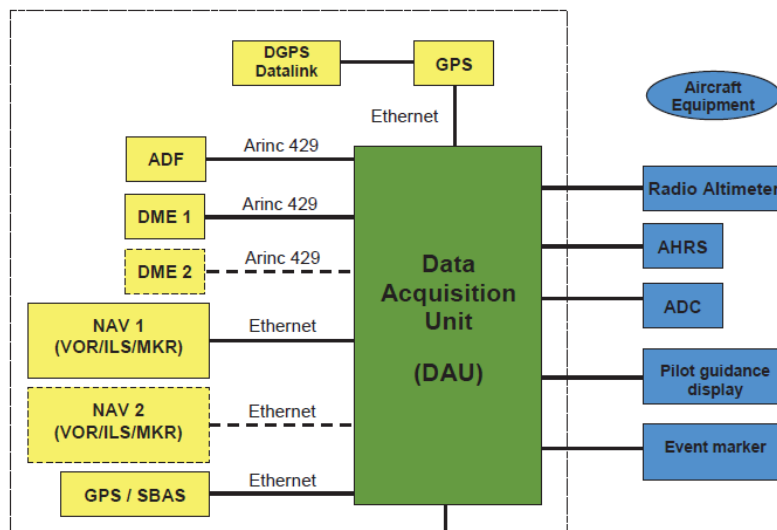 DGPS
Datalink
GPS
Aircraft
Equipment
Ethernet
ADF
Arinc 429
Radio Altimeter
DME 1
Arinc 429
AHRS
DME 2
Arinc 429
Data
Acquisition
Unit
(DAU)
ADC
NAV 1
(VOR/ILS/MKR)
Ethernet
Pilot guidance
display
NAV 2
(VOR/ILS/MKR)
Ethernet
Event marker
GPS / SBAS
Ethernet